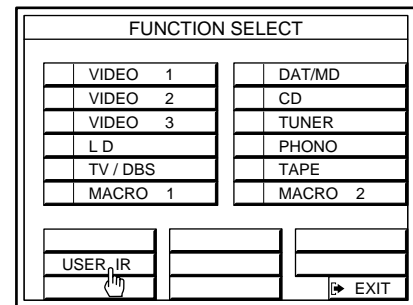 FUNCTION SELECT
VIDEO 1 DAT/MD
VIDEO 2 CD
VIDEO 3 TUNER
L D PHONO
TV / DBS TAPE
MACRO 1 MACRO 2
USER IR
EXIT